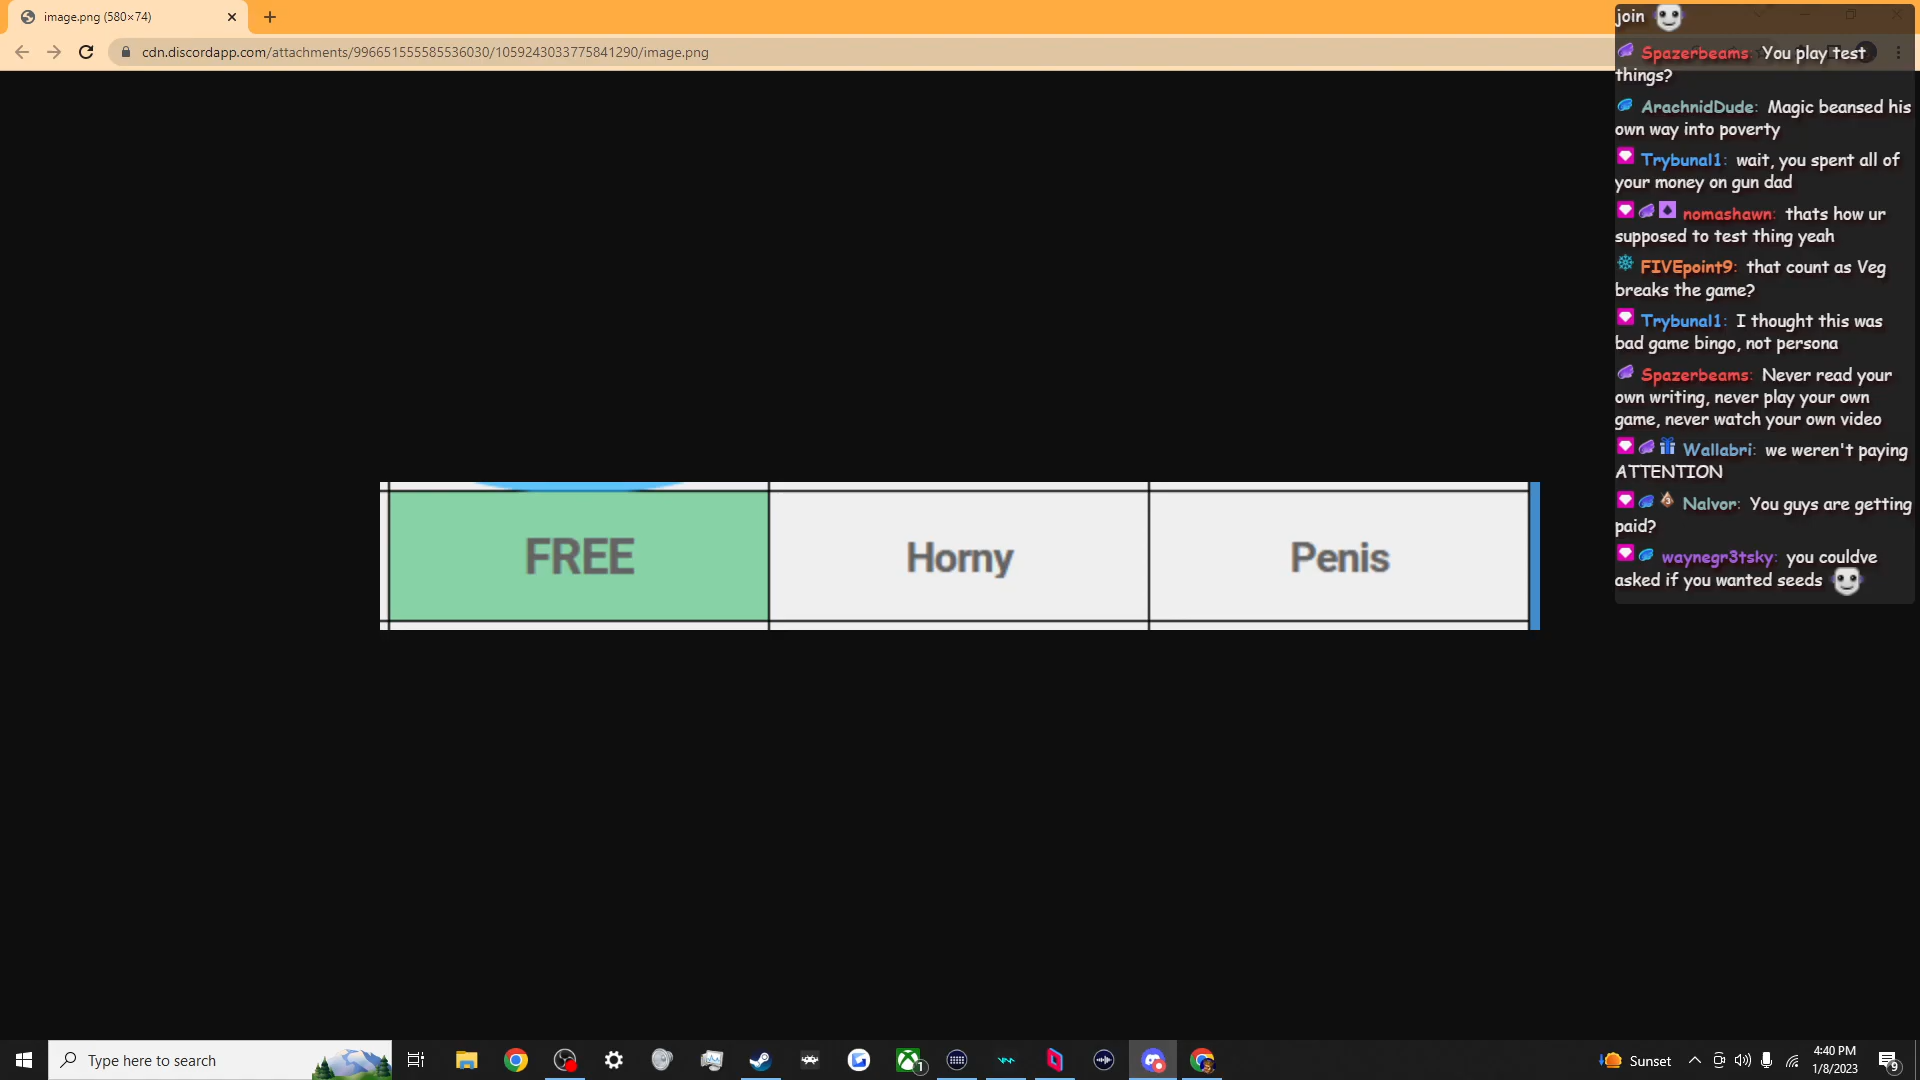 image.png (580×74)
cdn.discordapp.com/attachments/996651555585536030/1059243033775841290/image.png
join
Spazerbeams: You play test
things?
ArachnidDude: Magic beansed his
own way into poverty
Trybunal1: wait, you spent all of
your money on gun dad
nomashawn: thats how ur
supposed to test thing yeah
FIVEpoint9: that count as Veg
breaks the game?
Trybunal1: I thought this was
bad game bingo, not persona
Spazerbeams: Never read your
own writing, never play your own
game, never watch your own video
Wallabri: we weren't paying
ATTENTION
Nalvor: You guys are getting
paid?
waynegr3tsky: you couldve
asked if you wanted seeds
FREE
Horny
Penis
Type here to search
1
Sunset
4:40 PM
1/8/2023
9